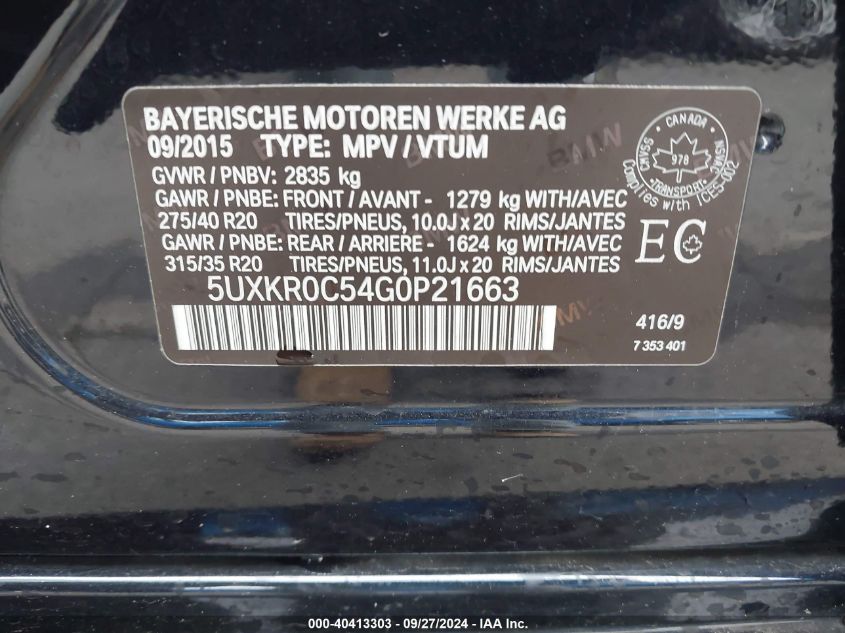 BAYERISCHE MOTOREN WERKE AG
09/2015 TYPE: MPV / VTUM
GVWR / PNBV: 2835 kg
GAWR / PNBE: FRONT / AVANT - 1279 kg WITH/AVEC
275/40 R20 TIRES/PNEUS, 10.0J x 20 RIMS/JANTES
GAWR / PNBE: REAR / ARRIERE - 1624 kg WITH/AVEC
315/35 R20 TIRES/PNEUS, 11.0J x 20 RIMS/JANTES
5UXKR0C54G0P21663
CANADA
978
TRANSPORT
Complies with ICES-002
EC
416/9
7 353 401
000-40413303 - 09/27/2024 - IAA Inc.